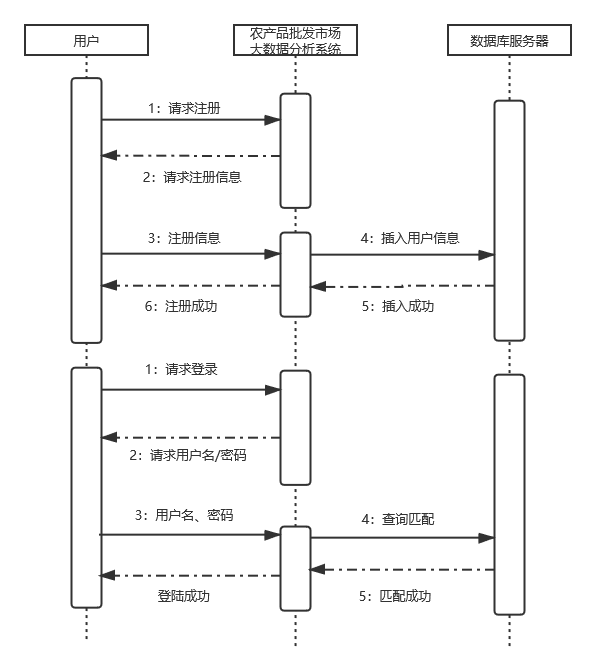 用户
农产品批发市场
大数据分析系统
数据库服务器
1：请求注册
2：请求注册信息
3：注册信息
4：插入用户信息
6：注册成功
5：插入成功
1：请求登录
2：请求用户名/密码
3：用户名、密码
4：查询匹配
登陆成功
5：匹配成功